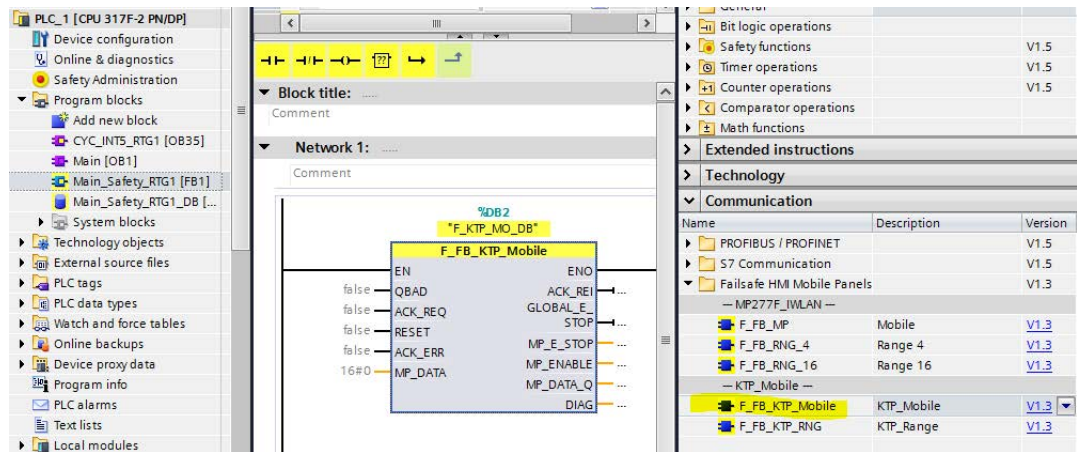 PLC_1 [CPU 317F-2 PN/DP]
Device configuration
Online & diagnostics
Safety Administration
Program blocks
Add new block
CYC_INT5_RTG1 [OB35]
Main [OB1]
Main_Safety_RTG1 [FB1]
Main_Safety_RTG1_DB [...
System blocks
Technology objects
External source files
PLC tags
PLC data types
Watch and force tables
Online backups
Device proxy data
Program info
PLC alarms
Text lists
Local modules
??
Block title: .....
Comment
Network 1: .....
Comment
%DB2
"F_KTP_MO_DB"
F_FB_KTP_Mobile
EN ENO
false QBAD ACK_REI ...
false ACK_REQ GLOBAL_E_
STOP ...
false RESET
false ACK_ERR MP_E_STOP ...
16#0 MP_DATA MP_ENABLE ...
MP_DATA_Q ...
DIAG ...
General
Bit logic operations
Safety functions V1.5
Timer operations V1.5
Counter operations V1.5
Comparator operations
Math functions
Extended instructions
Technology
Communication
Name Description Version
PROFIBUS / PROFINET V1.5
S7 Communication V1.5
Failsafe HMI Mobile Panels V1.3
— MP277F_IWLAN —
F_FB_MP Mobile V1.3
F_FB_RNG_4 Range 4 V1.3
F_FB_RNG_16 Range 16 V1.3
— KTP_Mobile —
F_FB_KTP_Mobile KTP_Mobile V1.3
F_FB_KTP_RNG KTP_Range V1.3